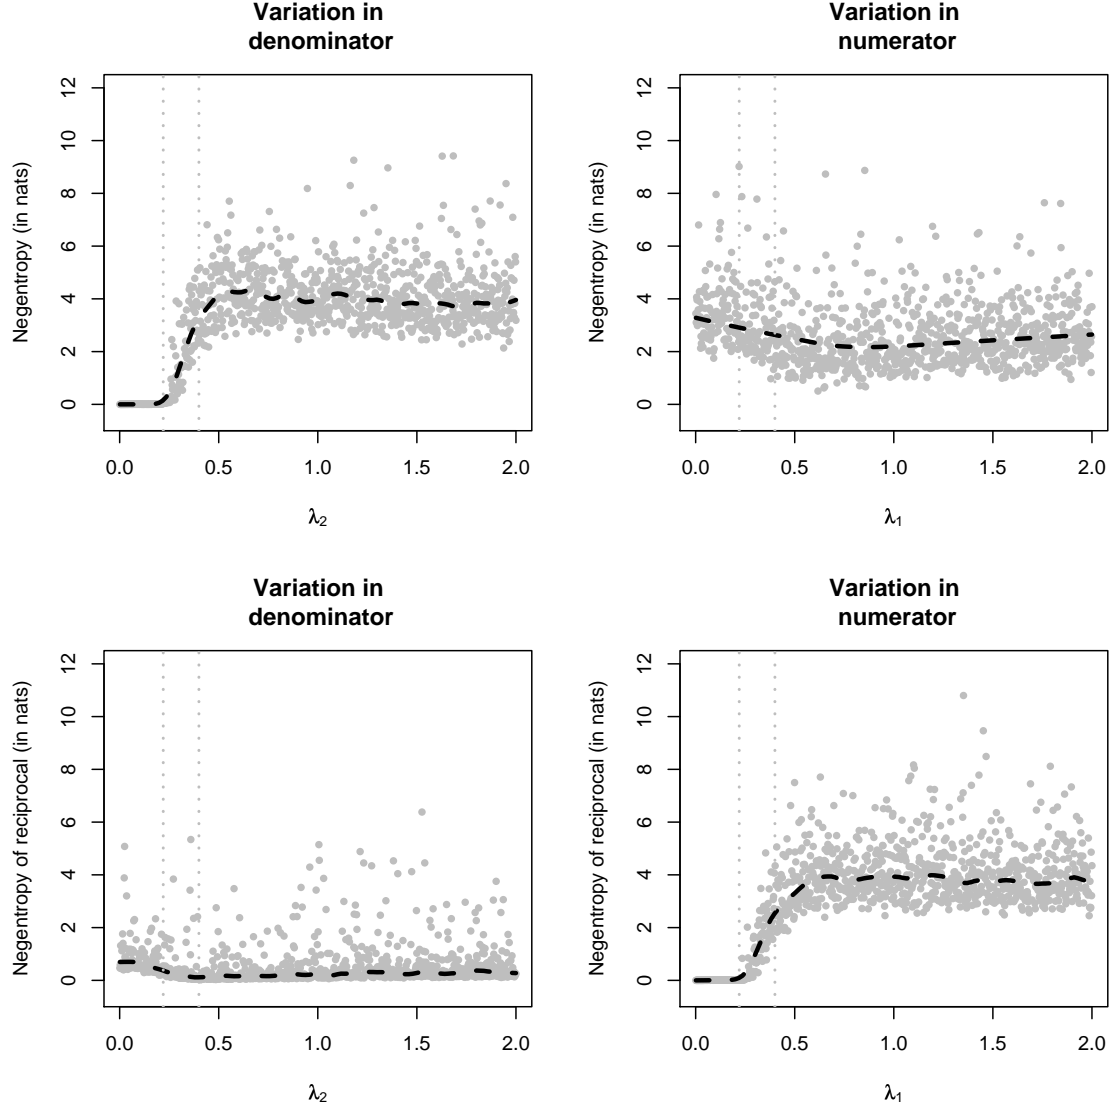 Variation in
denominator
Negentropy (in nats)
12
10
8
6
4
2
0
0.0 0.5 1.0 1.5 2.0
λ2
Variation in
numerator
Negentropy (in nats)
12
10
8
6
4
2
0
0.0 0.5 1.0 1.5 2.0
λ1
Variation in
denominator
Negentropy of reciprocal (in nats)
12
10
8
6
4
2
0
0.0 0.5 1.0 1.5 2.0
λ2
Variation in
numerator
Negentropy of reciprocal (in nats)
12
10
8
6
4
2
0
0.0 0.5 1.0 1.5 2.0
λ1